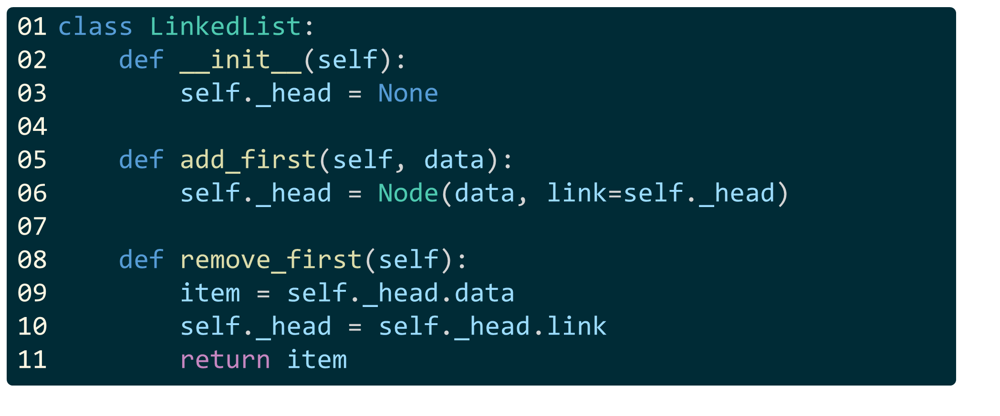 01 class LinkedList:
02     def __init__(self):
03         self._head = None
04
05     def add_first(self, data):
06         self._head = Node(data, link=self._head)
07
08     def remove_first(self):
09         item = self._head.data
10         self._head = self._head.link
11         return item